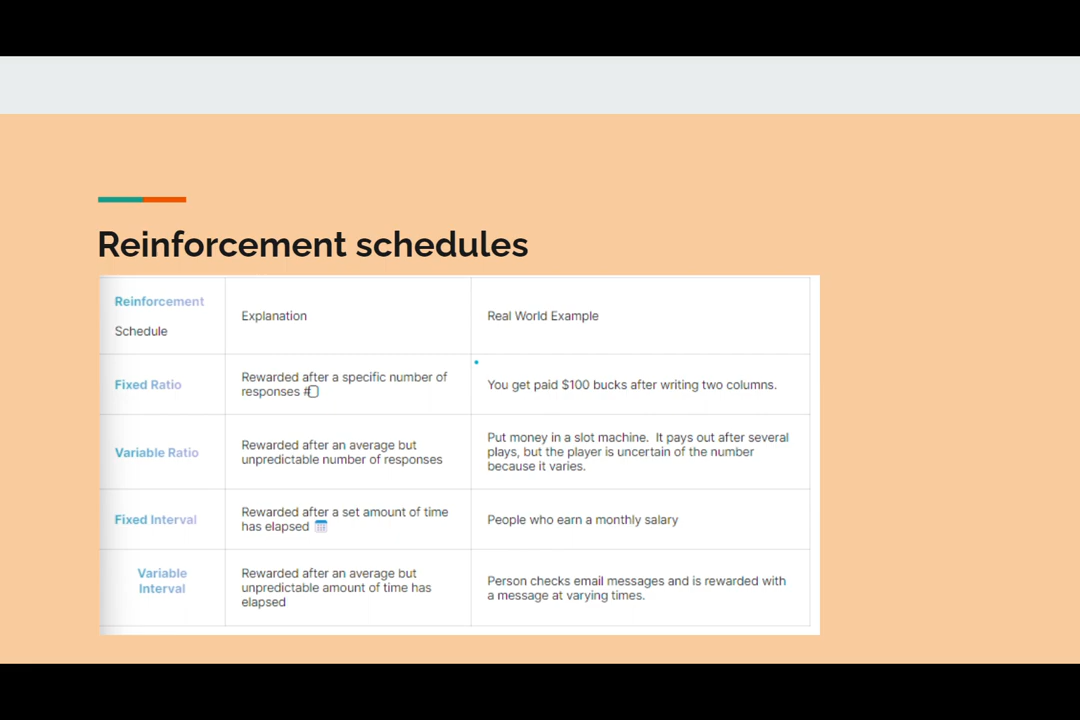 Reinforcement schedules
Reinforcement
Schedule
Explanation
Real World Example
Fixed Ratio
Rewarded after a specific number of
responses #️⃣
You get paid $100 bucks after writing two columns.
Variable Ratio
Rewarded after an average but
unpredictable number of responses
Put money in a slot machine. It pays out after several
plays, but the player is uncertain of the number
because it varies.
Fixed Interval
Rewarded after a set amount of time
has elapsed
People who earn a monthly salary
Variable
Interval
Rewarded after an average but
unpredictable amount of time has
elapsed
Person checks email messages and is rewarded with
a message at varying times.